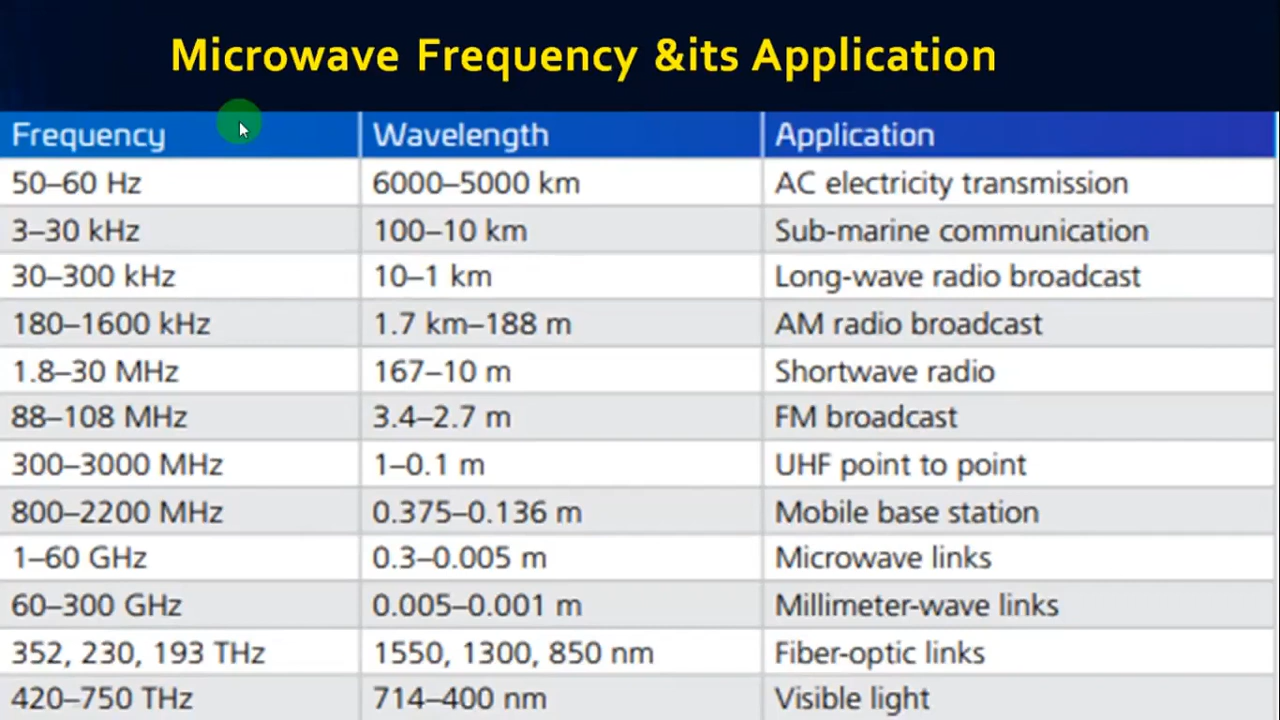 Microwave Frequency &its Application
Frequency Wavelength Application
50–60 Hz 6000–5000 km AC electricity transmission
3–30 kHz 100–10 km Sub-marine communication
30–300 kHz 10–1 km Long-wave radio broadcast
180–1600 kHz 1.7 km–188 m AM radio broadcast
1.8–30 MHz 167–10 m Shortwave radio
88–108 MHz 3.4–2.7 m FM broadcast
300–3000 MHz 1–0.1 m UHF point to point
800–2200 MHz 0.375–0.136 m Mobile base station
1–60 GHz 0.3–0.005 m Microwave links
60–300 GHz 0.005–0.001 m Millimeter-wave links
352, 230, 193 THz 1550, 1300, 850 nm Fiber-optic links
420–750 THz 714–400 nm Visible light